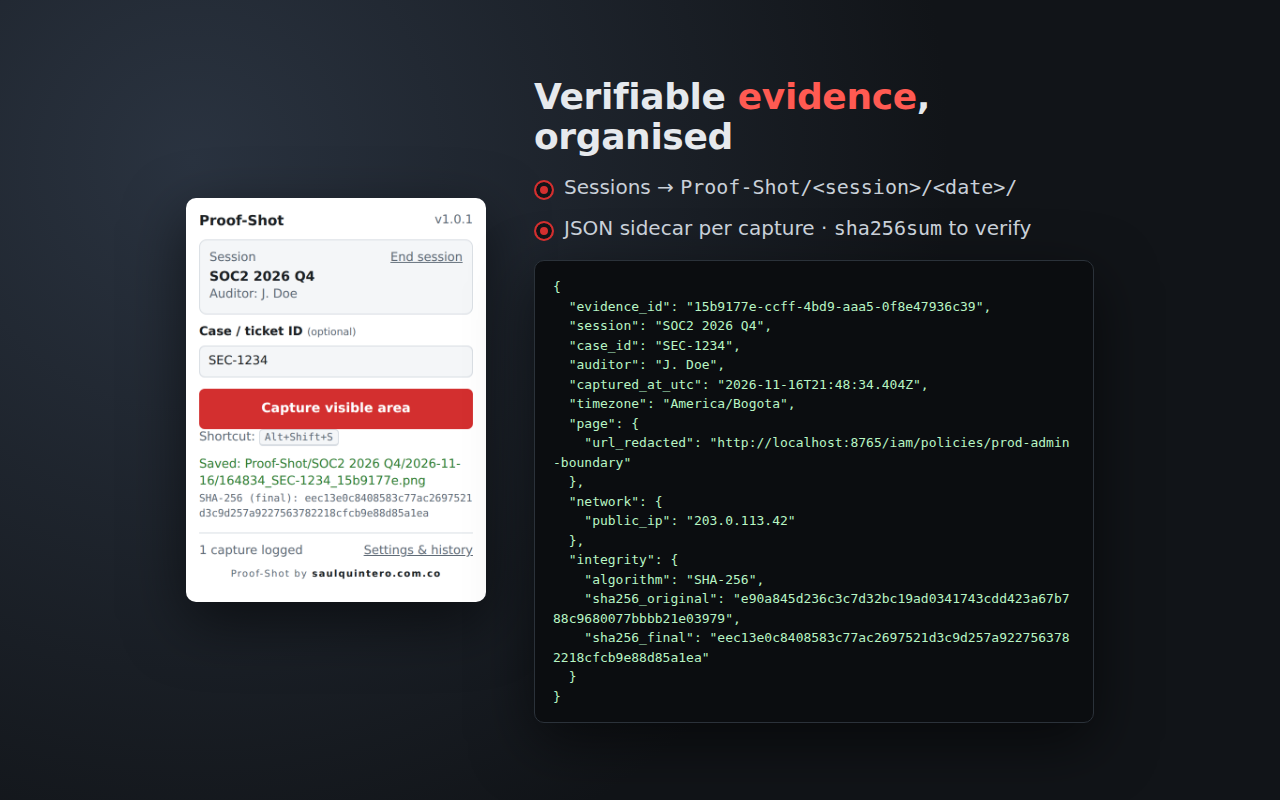 Verifiable evidence,
organised
Sessions → Proof-Shot/<session>/<date>/
JSON sidecar per capture · sha256sum to verify
Proof-Shot v1.0.1
Session End session
SOC2 2026 Q4
Auditor: J. Doe
Case / ticket ID (optional)
SEC-1234
Capture visible area
Shortcut: Alt+Shift+S
Saved: Proof-Shot/SOC2 2026 Q4/2026-11-
16/164834_SEC-1234_15b9177e.png
SHA-256 (final): eec13e0c8408583c77ac2697521
d3c9d257a9227563782218cfcb9e88d85a1ea
1 capture logged Settings & history
Proof-Shot by saulquintero.com.co
{
  "evidence_id": "15b9177e-ccff-4bd9-aaa5-0f8e47936c39",
  "session": "SOC2 2026 Q4",
  "case_id": "SEC-1234",
  "auditor": "J. Doe",
  "captured_at_utc": "2026-11-16T21:48:34.404Z",
  "timezone": "America/Bogota",
  "page": {
    "url_redacted": "http://localhost:8765/iam/policies/prod-admin
-boundary"
  },
  "network": {
    "public_ip": "203.0.113.42"
  },
  "integrity": {
    "algorithm": "SHA-256",
    "sha256_original": "e90a845d236c3c7d32bc19ad0341743cdd423a67b7
88c9680077bbbb21e03979",
    "sha256_final": "eec13e0c8408583c77ac2697521d3c9d257a922756378
2218cfcb9e88d85a1ea"
  }
}